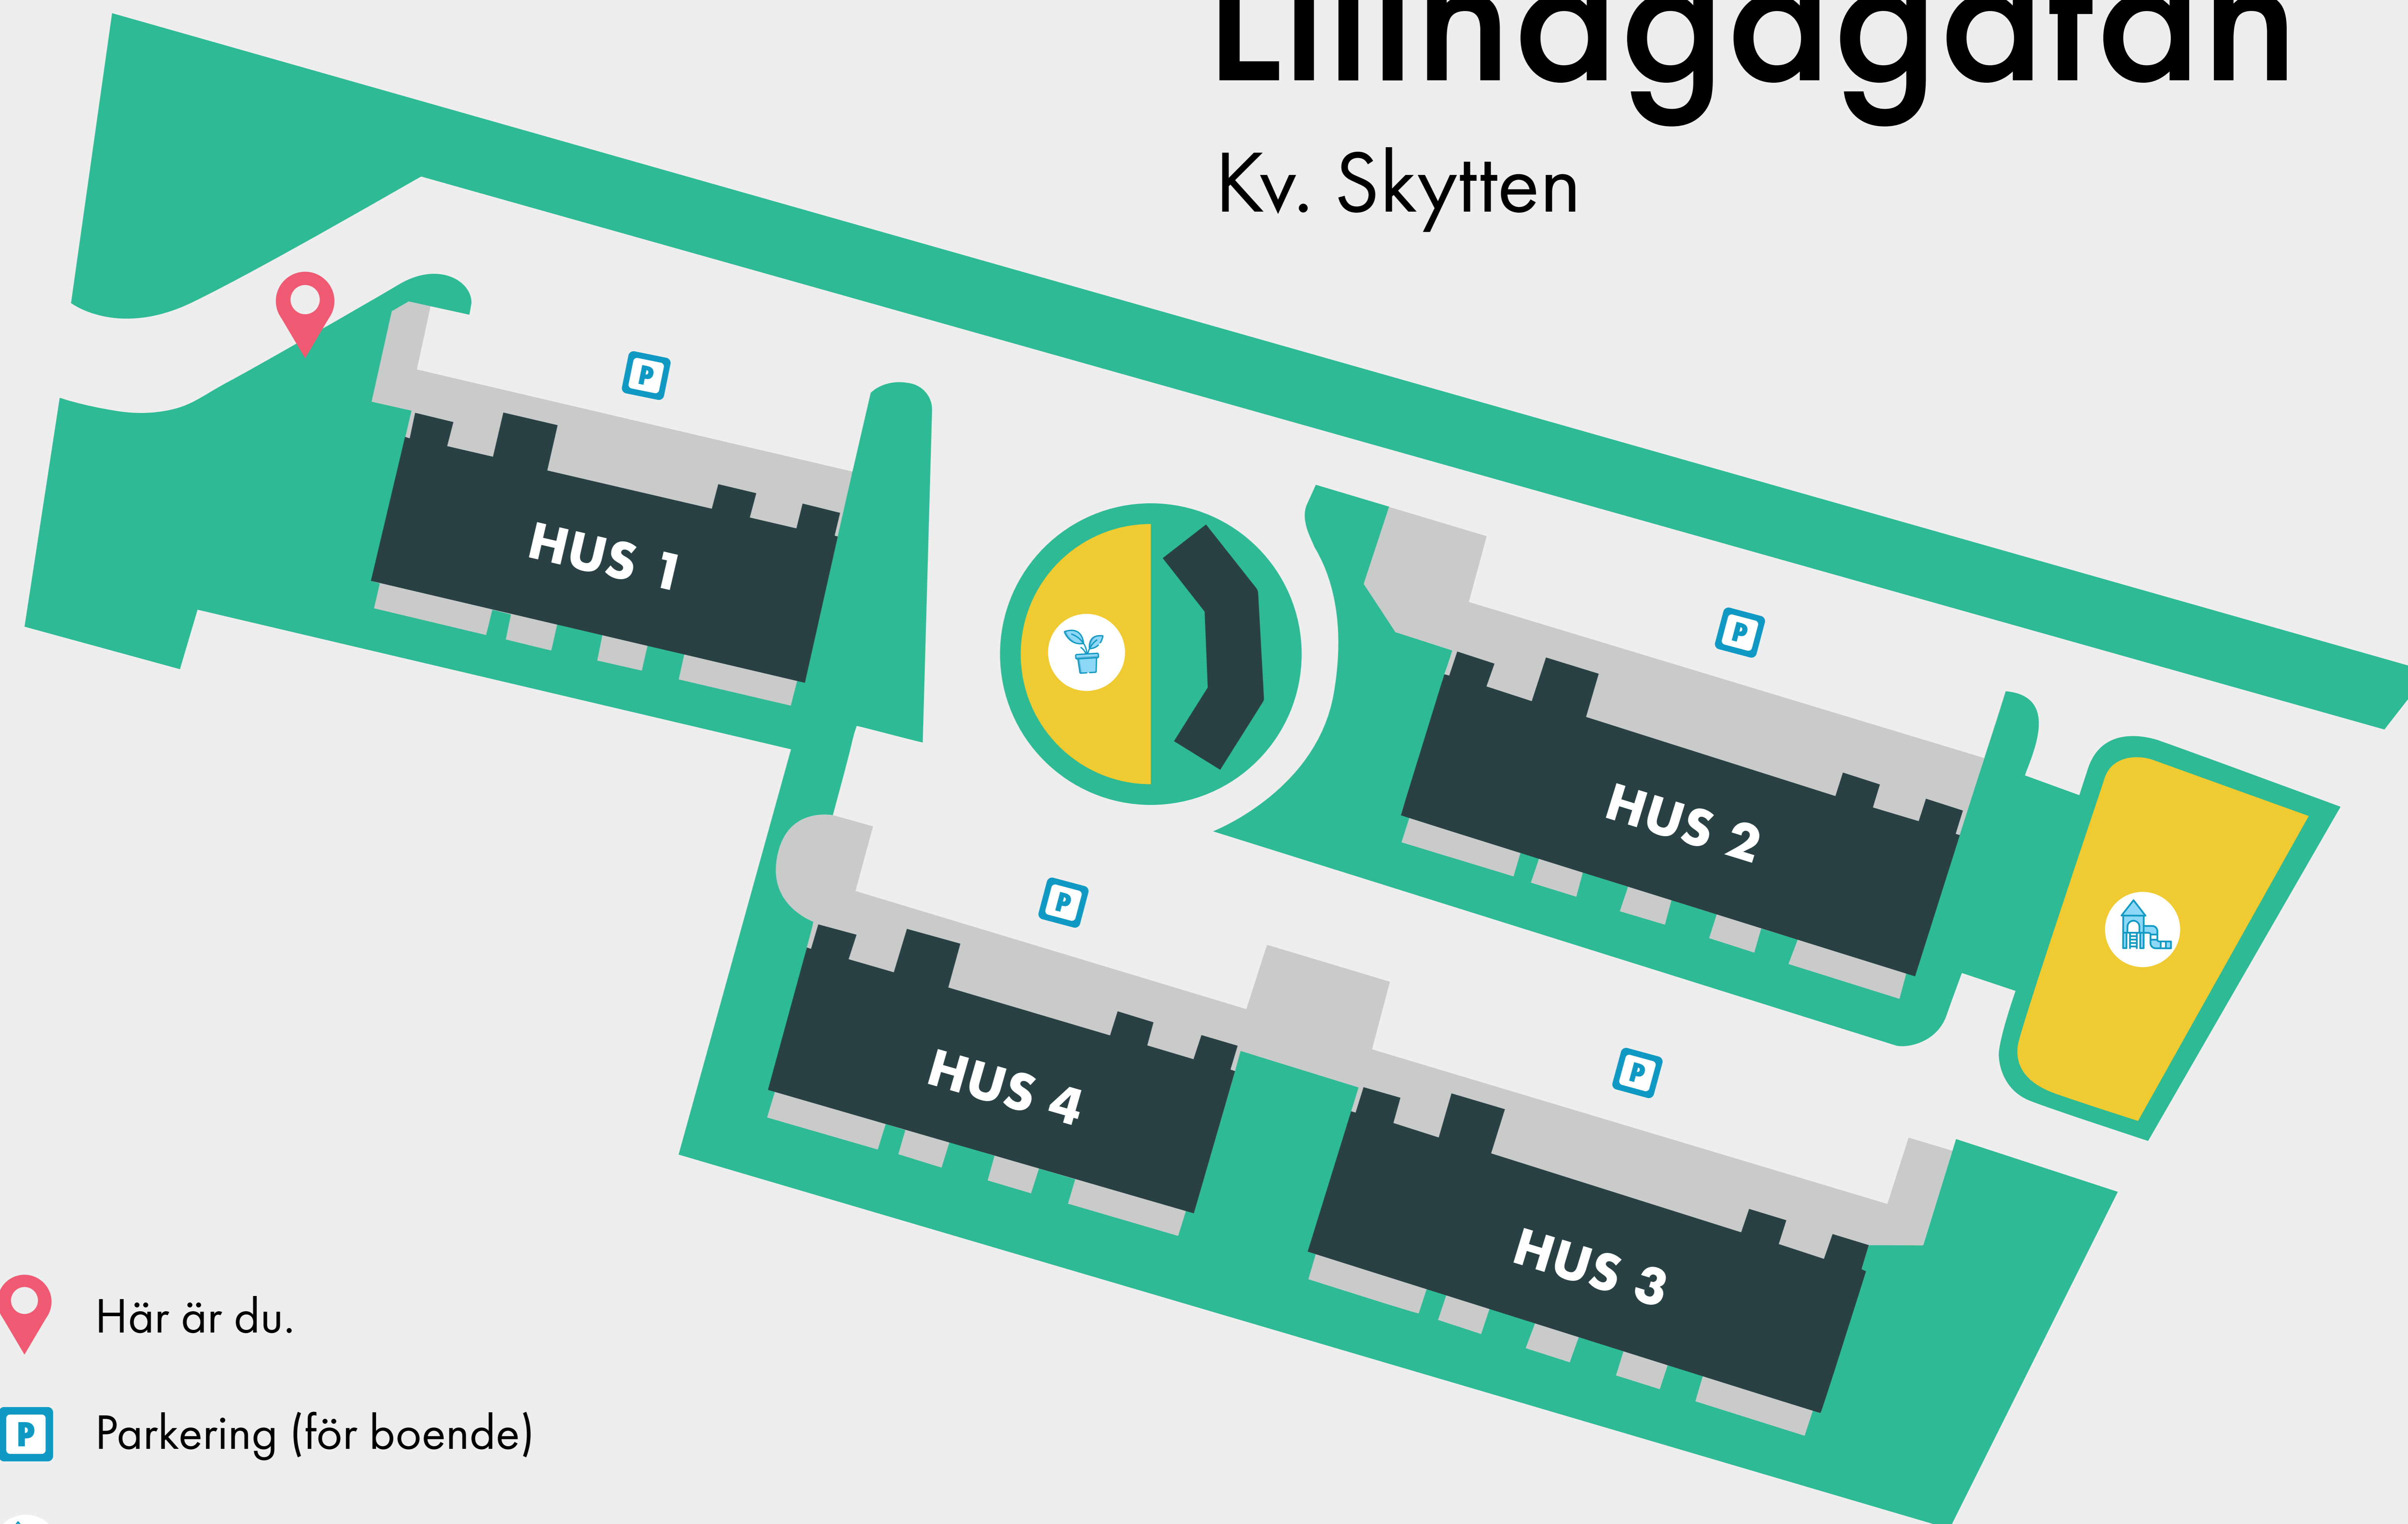 Lillhagagatan
Kv. Skytten
P
HUS 1
P
HUS 2
P
HUS 4
P
HUS 3
Här är du.
P Parkering (för boende)